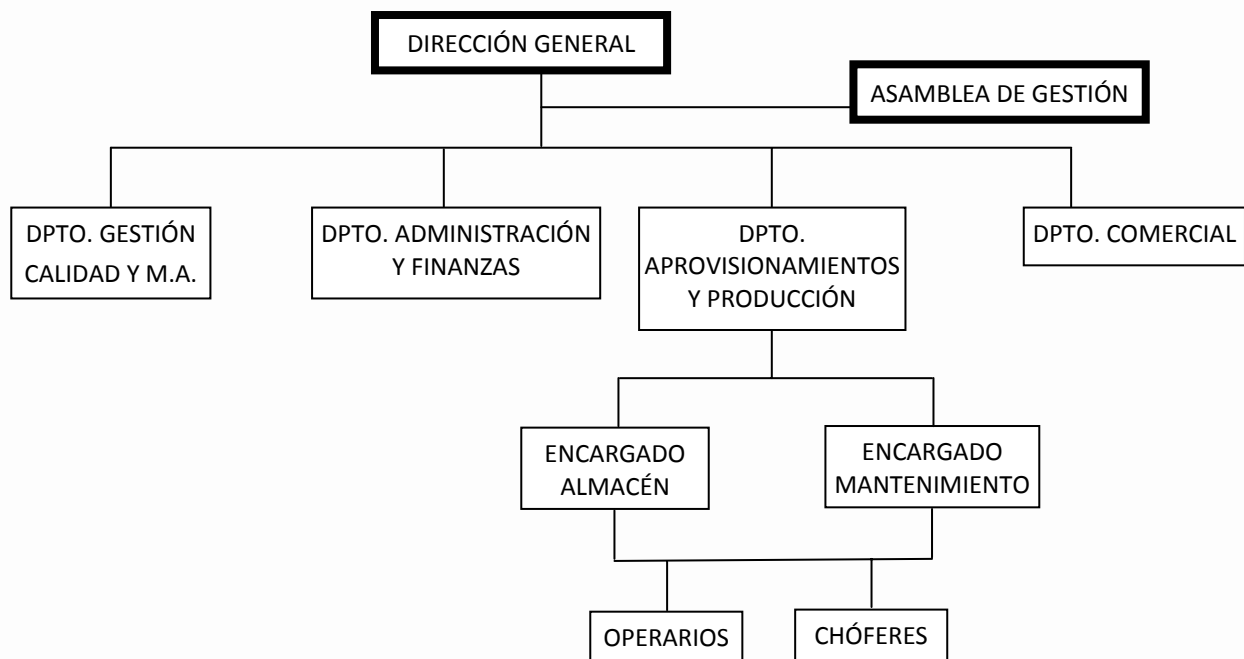 DIRECCIÓN GENERAL
ASAMBLEA DE GESTIÓN
DPTO. GESTIÓN
CALIDAD Y M.A.
DPTO. ADMINISTRACIÓN
Y FINANZAS
DPTO.
APROVISIONAMIENTOS
Y PRODUCCIÓN
DPTO. COMERCIAL
ENCARGADO
ALMACÉN
ENCARGADO
MANTENIMIENTO
OPERARIOS
CHÓFERES